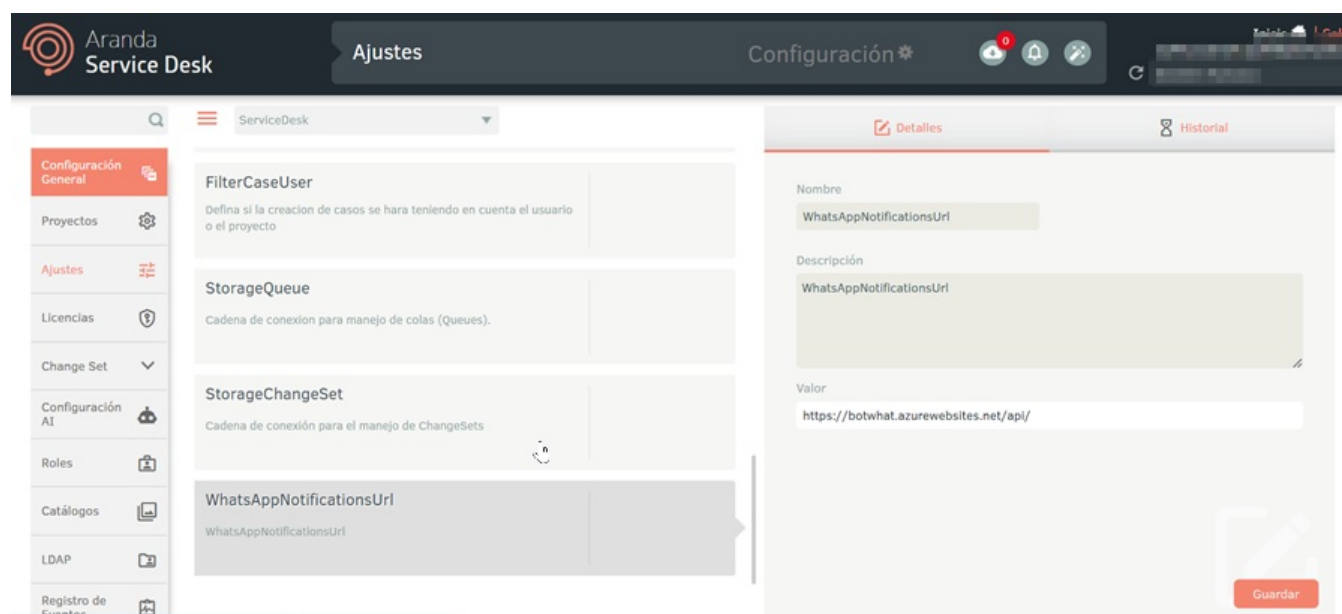 Aranda
Service Desk
Ajustes
Configuración
0
Inicio
ServiceDesk
Detalles
Historial
Configuración
General
Proyectos
Ajustes
Licencias
Change Set
Configuración
AI
Roles
Catálogos
LDAP
Registro de
Eventos
FilterCaseUser
Defina si la creacion de casos se hara teniendo en cuenta el usuario
o el proyecto
StorageQueue
Cadena de conexion para manejo de colas (Queues).
StorageChangeSet
Cadena de conexión para el manejo de ChangeSets
WhatsAppNotificationsUrl
WhatsAppNotificationsUrl
Nombre
WhatsAppNotificationsUrl
Descripción
WhatsAppNotificationsUrl
Valor
https://botwhat.azurewebsites.net/api/
Guardar